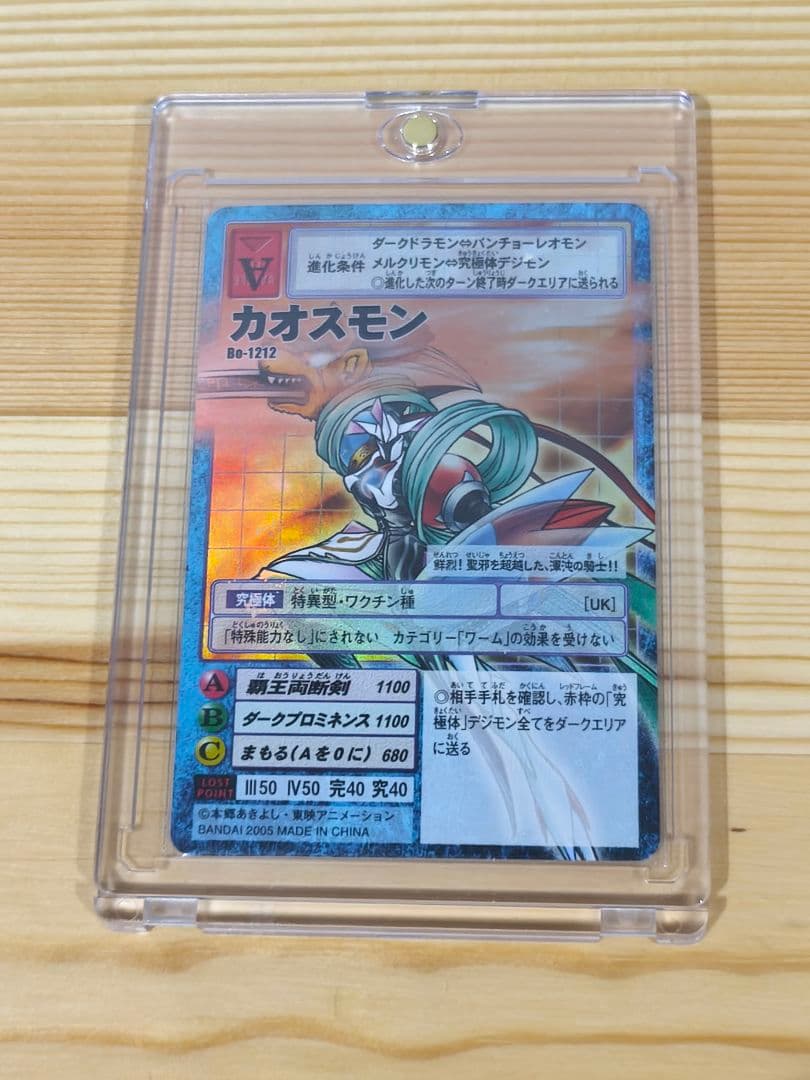 A
ダークドラモン⇔バンチョーレオモン
進化条件 メルクリモン⇔究極体デジモン
◎進化した次のターン終了時ダークエリアに送られる
カオスモン
Bo-1212
鮮烈!聖邪を超越した、渾沌の騎士!!
究極体 特異型・ワクチン種 [UK]
「特殊能力なし」にされない カテゴリー「ワーム」の効果を受けない
A 覇王両断剣 1100
B ダークプロミネンス 1100
C まもる(Aを0に) 680
LOST POINT Ⅲ50 Ⅳ50 完40 究40
◎相手手札を確認し、赤枠の「究
極体」デジモン全てをダークエリア
に送る
©本郷あきよし・東映アニメーション
BANDAI 2005 MADE IN CHINA